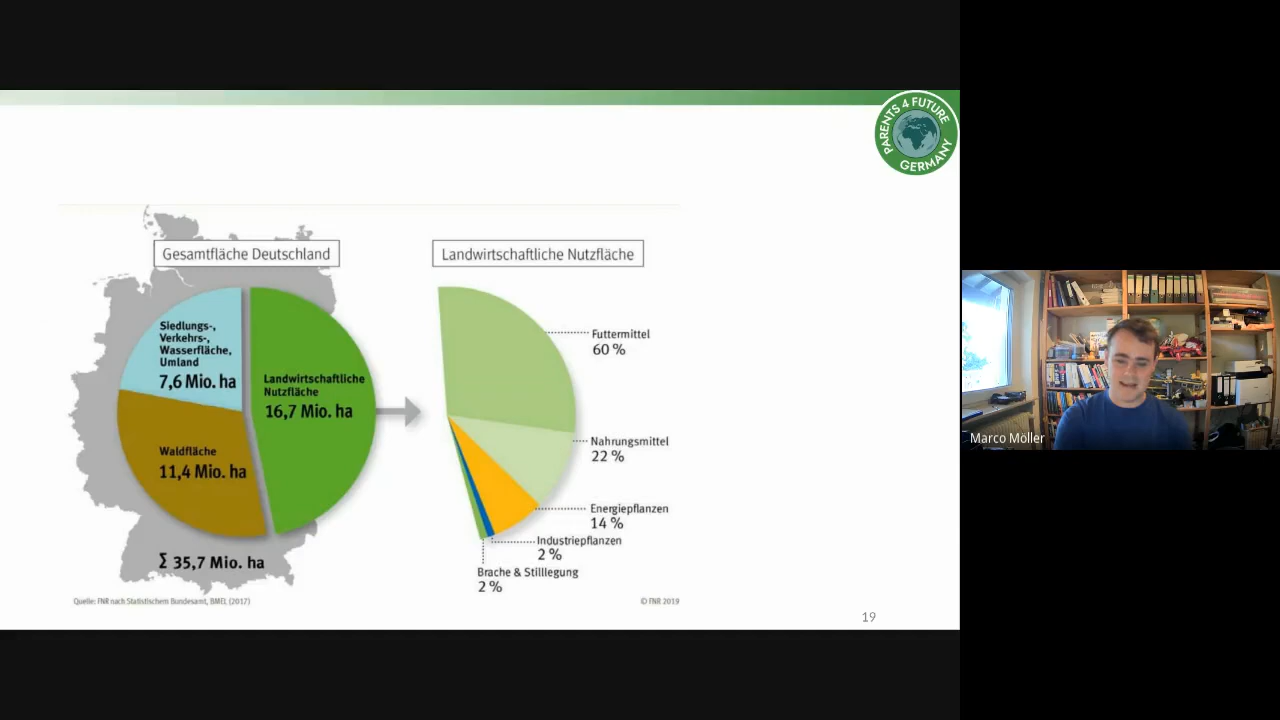 PARENTS 4 FUTURE
GERMANY
Gesamtfläche Deutschland
Landwirtschaftliche Nutzfläche
Siedlungs-,
Verkehrs-,
Wasserfläche,
Umland
7,6 Mio. ha
Landwirtschaftliche
Nutzfläche
16,7 Mio. ha
Waldfläche
11,4 Mio. ha
Σ 35,7 Mio. ha
Futtermittel
60 %
Nahrungsmittel
22 %
Energiepflanzen
14 %
Industriepflanzen
2 %
Brache & Stilllegung
2 %
Quelle: FNR nach Statistischem Bundesamt, BMEL (2017)
© FNR 2019
19
Marco Möller